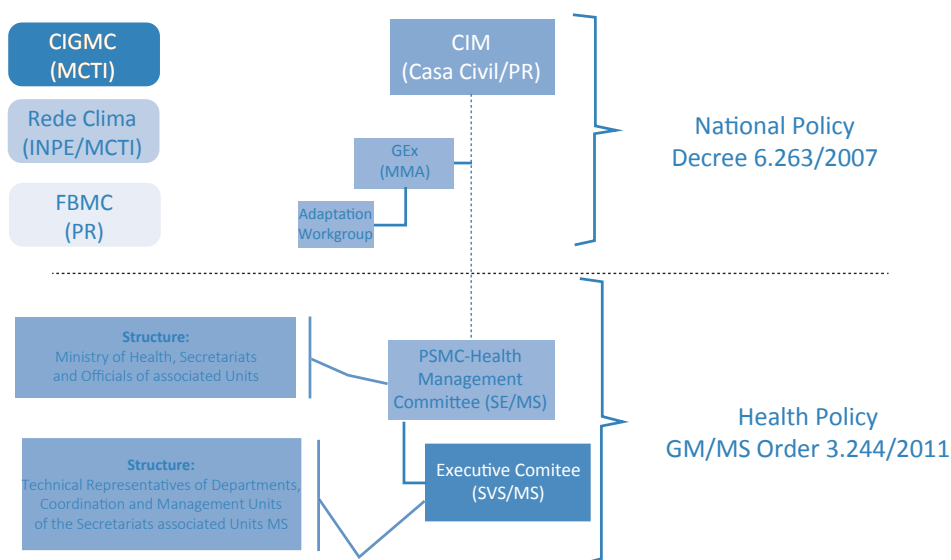 CIGMC
(MCTI)
Rede Clima
(INPE/MCTI)
FBMC
(PR)
CIM
(Casa Civil/PR)
GEx
(MMA)
Adaptation
Workgroup
National Policy
Decree 6.263/2007
Structure:
Ministry of Health, Secretariats
and Officials of associated Units
PSMC-Health
Management
Committee (SE/MS)
Structure:
Technical Representatives of Departments,
Coordination and Management Units
of the Secretariats associated Units MS
Executive Comitee
(SVS/MS)
Health Policy
GM/MS Order 3.244/2011